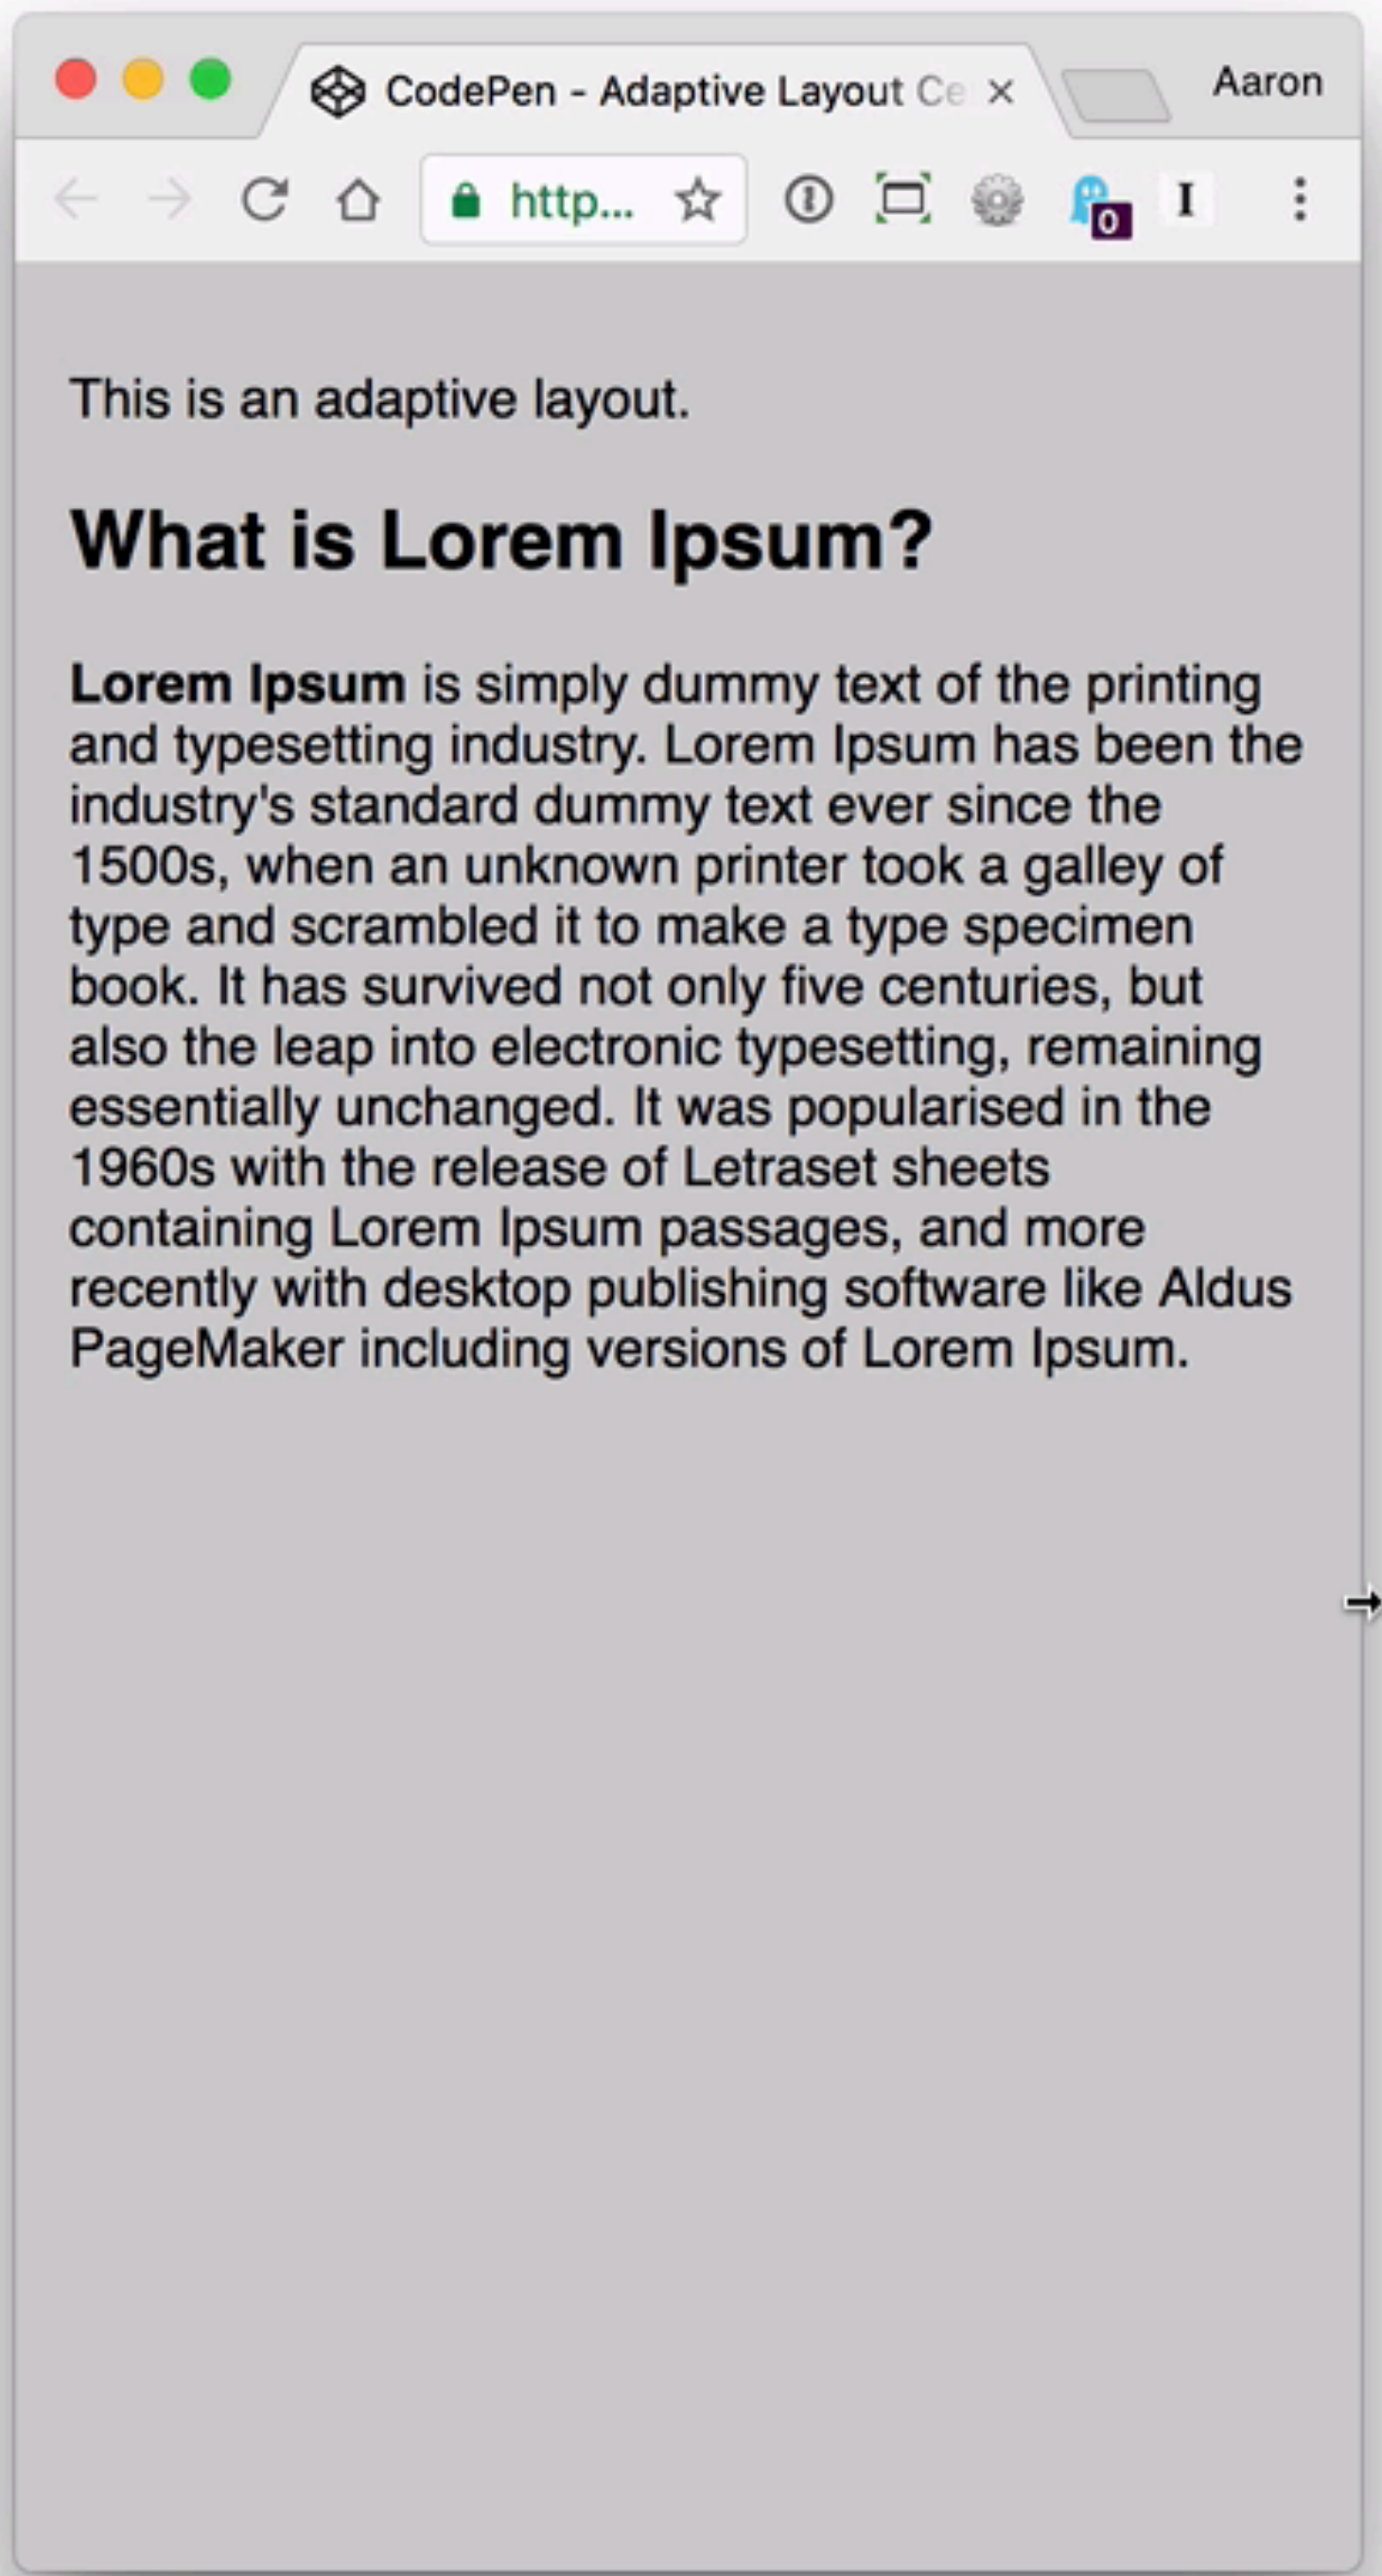 CodePen - Adaptive Layout Ce
Aaron
http...
0
I
This is an adaptive layout.
What is Lorem Ipsum?
Lorem Ipsum is simply dummy text of the printing
and typesetting industry. Lorem Ipsum has been the
industry's standard dummy text ever since the
1500s, when an unknown printer took a galley of
type and scrambled it to make a type specimen
book. It has survived not only five centuries, but
also the leap into electronic typesetting, remaining
essentially unchanged. It was popularised in the
1960s with the release of Letraset sheets
containing Lorem Ipsum passages, and more
recently with desktop publishing software like Aldus
PageMaker including versions of Lorem Ipsum.